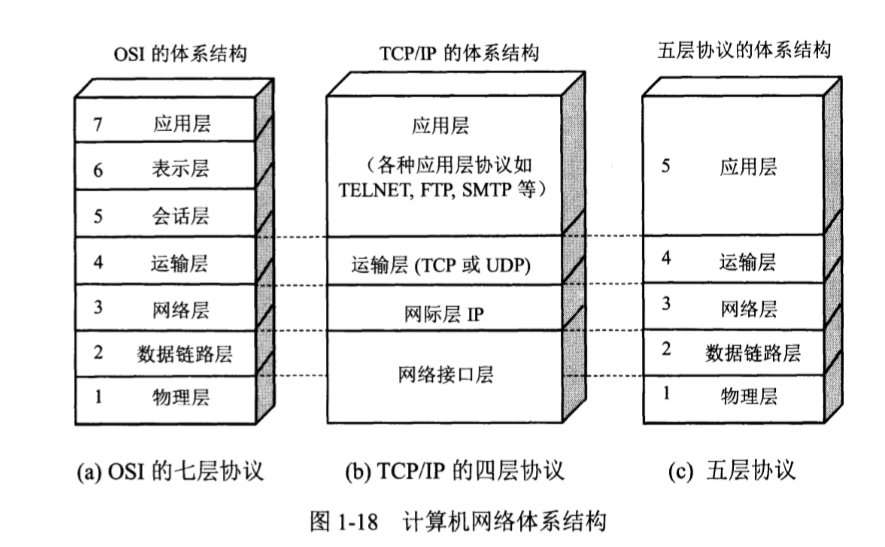 OSI 的体系结构
7 应用层
6 表示层
5 会话层
4 运输层
3 网络层
2 数据链路层
1 物理层
(a) OSI 的七层协议
TCP/IP 的体系结构
应用层
（各种应用层协议如
TELNET, FTP, SMTP 等）
运输层 (TCP 或 UDP)
网际层 IP
网络接口层
(b) TCP/IP 的四层协议
五层协议的体系结构
5 应用层
4 运输层
3 网络层
2 数据链路层
1 物理层
(c) 五层协议
图 1-18 计算机网络体系结构